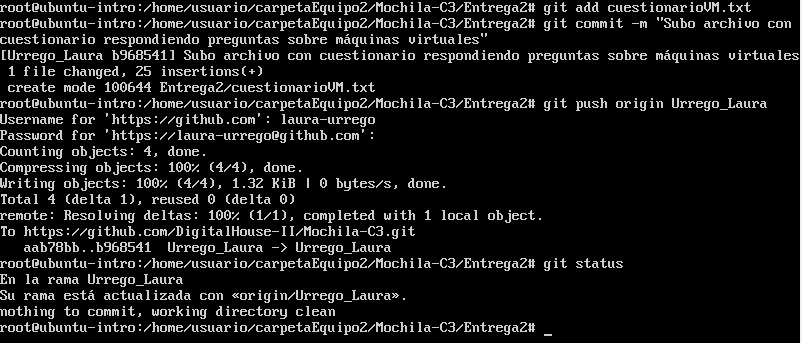 root@ubuntu-intro:/home/usuario/carpetaEquipo2/Mochila-C3/Entrega2# git add cuestionarioVM.txt
root@ubuntu-intro:/home/usuario/carpetaEquipo2/Mochila-C3/Entrega2# git commit -m "Subo archivo con
cuestionario respondiendo preguntas sobre máquinas virtuales"
[Urrego_Laura b968541] Subo archivo con cuestionario respondiendo preguntas sobre máquinas virtuales
 1 file changed, 25 insertions(+)
 create mode 100644 Entrega2/cuestionarioVM.txt
root@ubuntu-intro:/home/usuario/carpetaEquipo2/Mochila-C3/Entrega2# git push origin Urrego_Laura
Username for 'https://github.com': laura-urrego
Password for 'https://laura-urrego@github.com':
Counting objects: 4, done.
Compressing objects: 100% (4/4), done.
Writing objects: 100% (4/4), 1.32 KiB | 0 bytes/s, done.
Total 4 (delta 1), reused 0 (delta 0)
remote: Resolving deltas: 100% (1/1), completed with 1 local object.
To https://github.com/DigitalHouse-II/Mochila-C3.git
   aab78bb..b968541  Urrego_Laura -> Urrego_Laura
root@ubuntu-intro:/home/usuario/carpetaEquipo2/Mochila-C3/Entrega2# git status
En la rama Urrego_Laura
Su rama está actualizada con «origin/Urrego_Laura».
nothing to commit, working directory clean
root@ubuntu-intro:/home/usuario/carpetaEquipo2/Mochila-C3/Entrega2# _